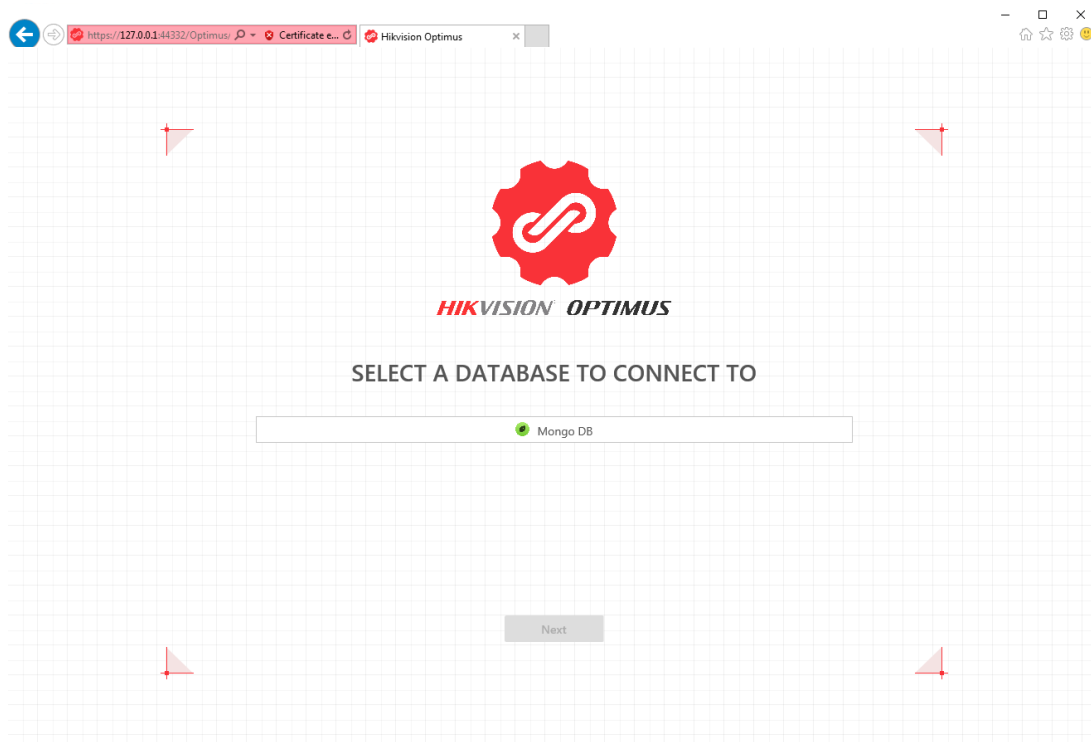 https://127.0.0.1:44332/Optimus/ Certificate e... Hikvision Optimus
HIKVISION OPTIMUS
SELECT A DATABASE TO CONNECT TO
Mongo DB
Next